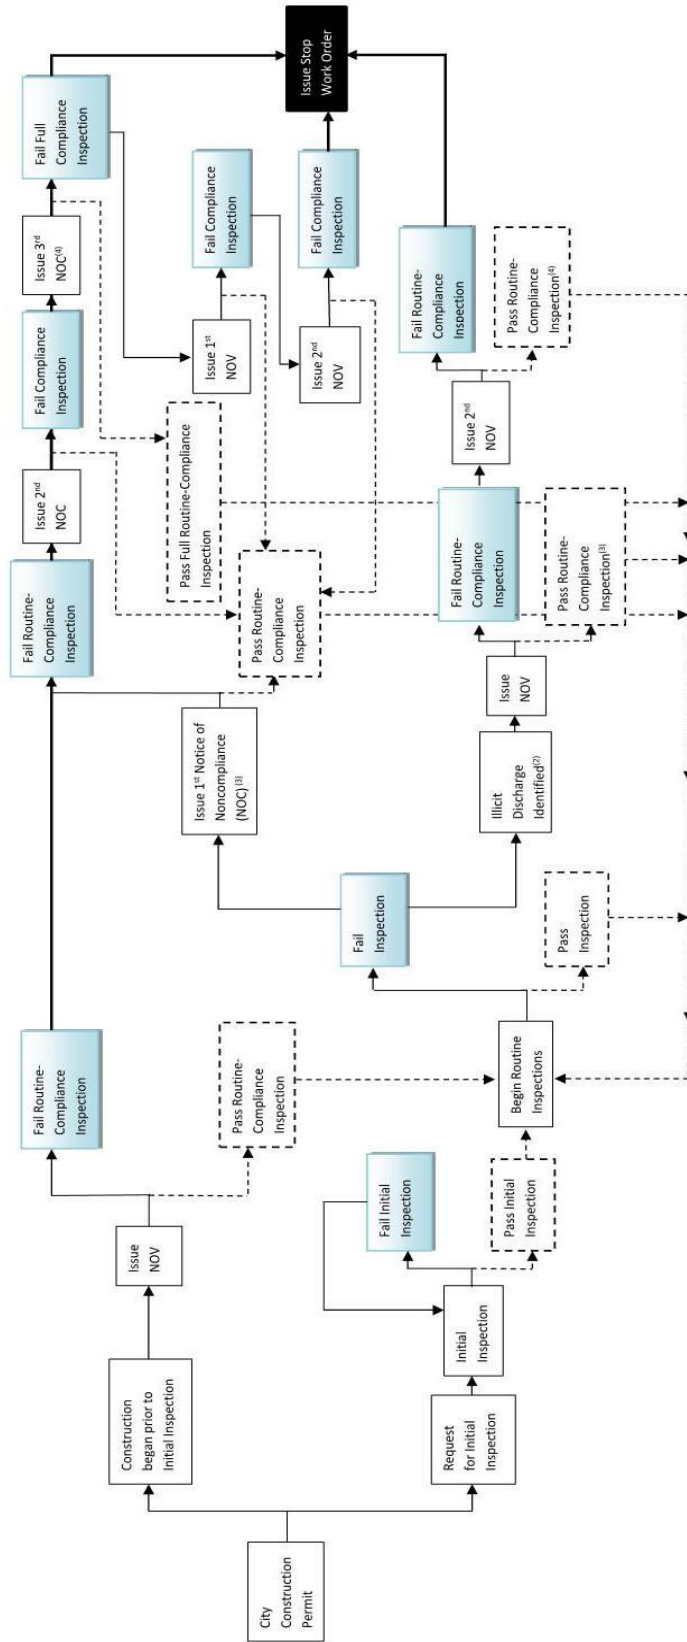 City
Construction
Permit
Construction
began prior to
Initial Inspection
Issue
NOV
Fail Routine-
Compliance
Inspection
Pass Routine-
Compliance
Inspection
Request
for Initial
Inspection
Initial
Inspection
Fail Initial
Inspection
Pass Initial
Inspection
Begin Routine
Inspections
Fail
Inspection
Pass
Inspection
Issue 1st Notice of
Noncompliance
(NOC)(3)
Illicit
Discharge
Identified(2)
Issue
NOV
Fail Routine-
Compliance
Inspection
Pass Routine-
Compliance
Inspection
Fail Routine-
Compliance
Inspection
Pass Routine-
Compliance
Inspection(3)
Issue 2nd
NOC
Pass Full Routine-Compliance
Inspection
Issue 2nd
NOV
Fail Compliance
Inspection
Issue 1st
NOV
Issue 2nd
NOV
Fail Routine-
Compliance
Inspection
Pass Routine-
Compliance
Inspection(4)
Issue 3rd
NOC(4)
Fail Compliance
Inspection
Fail Compliance
Inspection
Fail Full
Compliance
Inspection
Issue Stop
Work Order